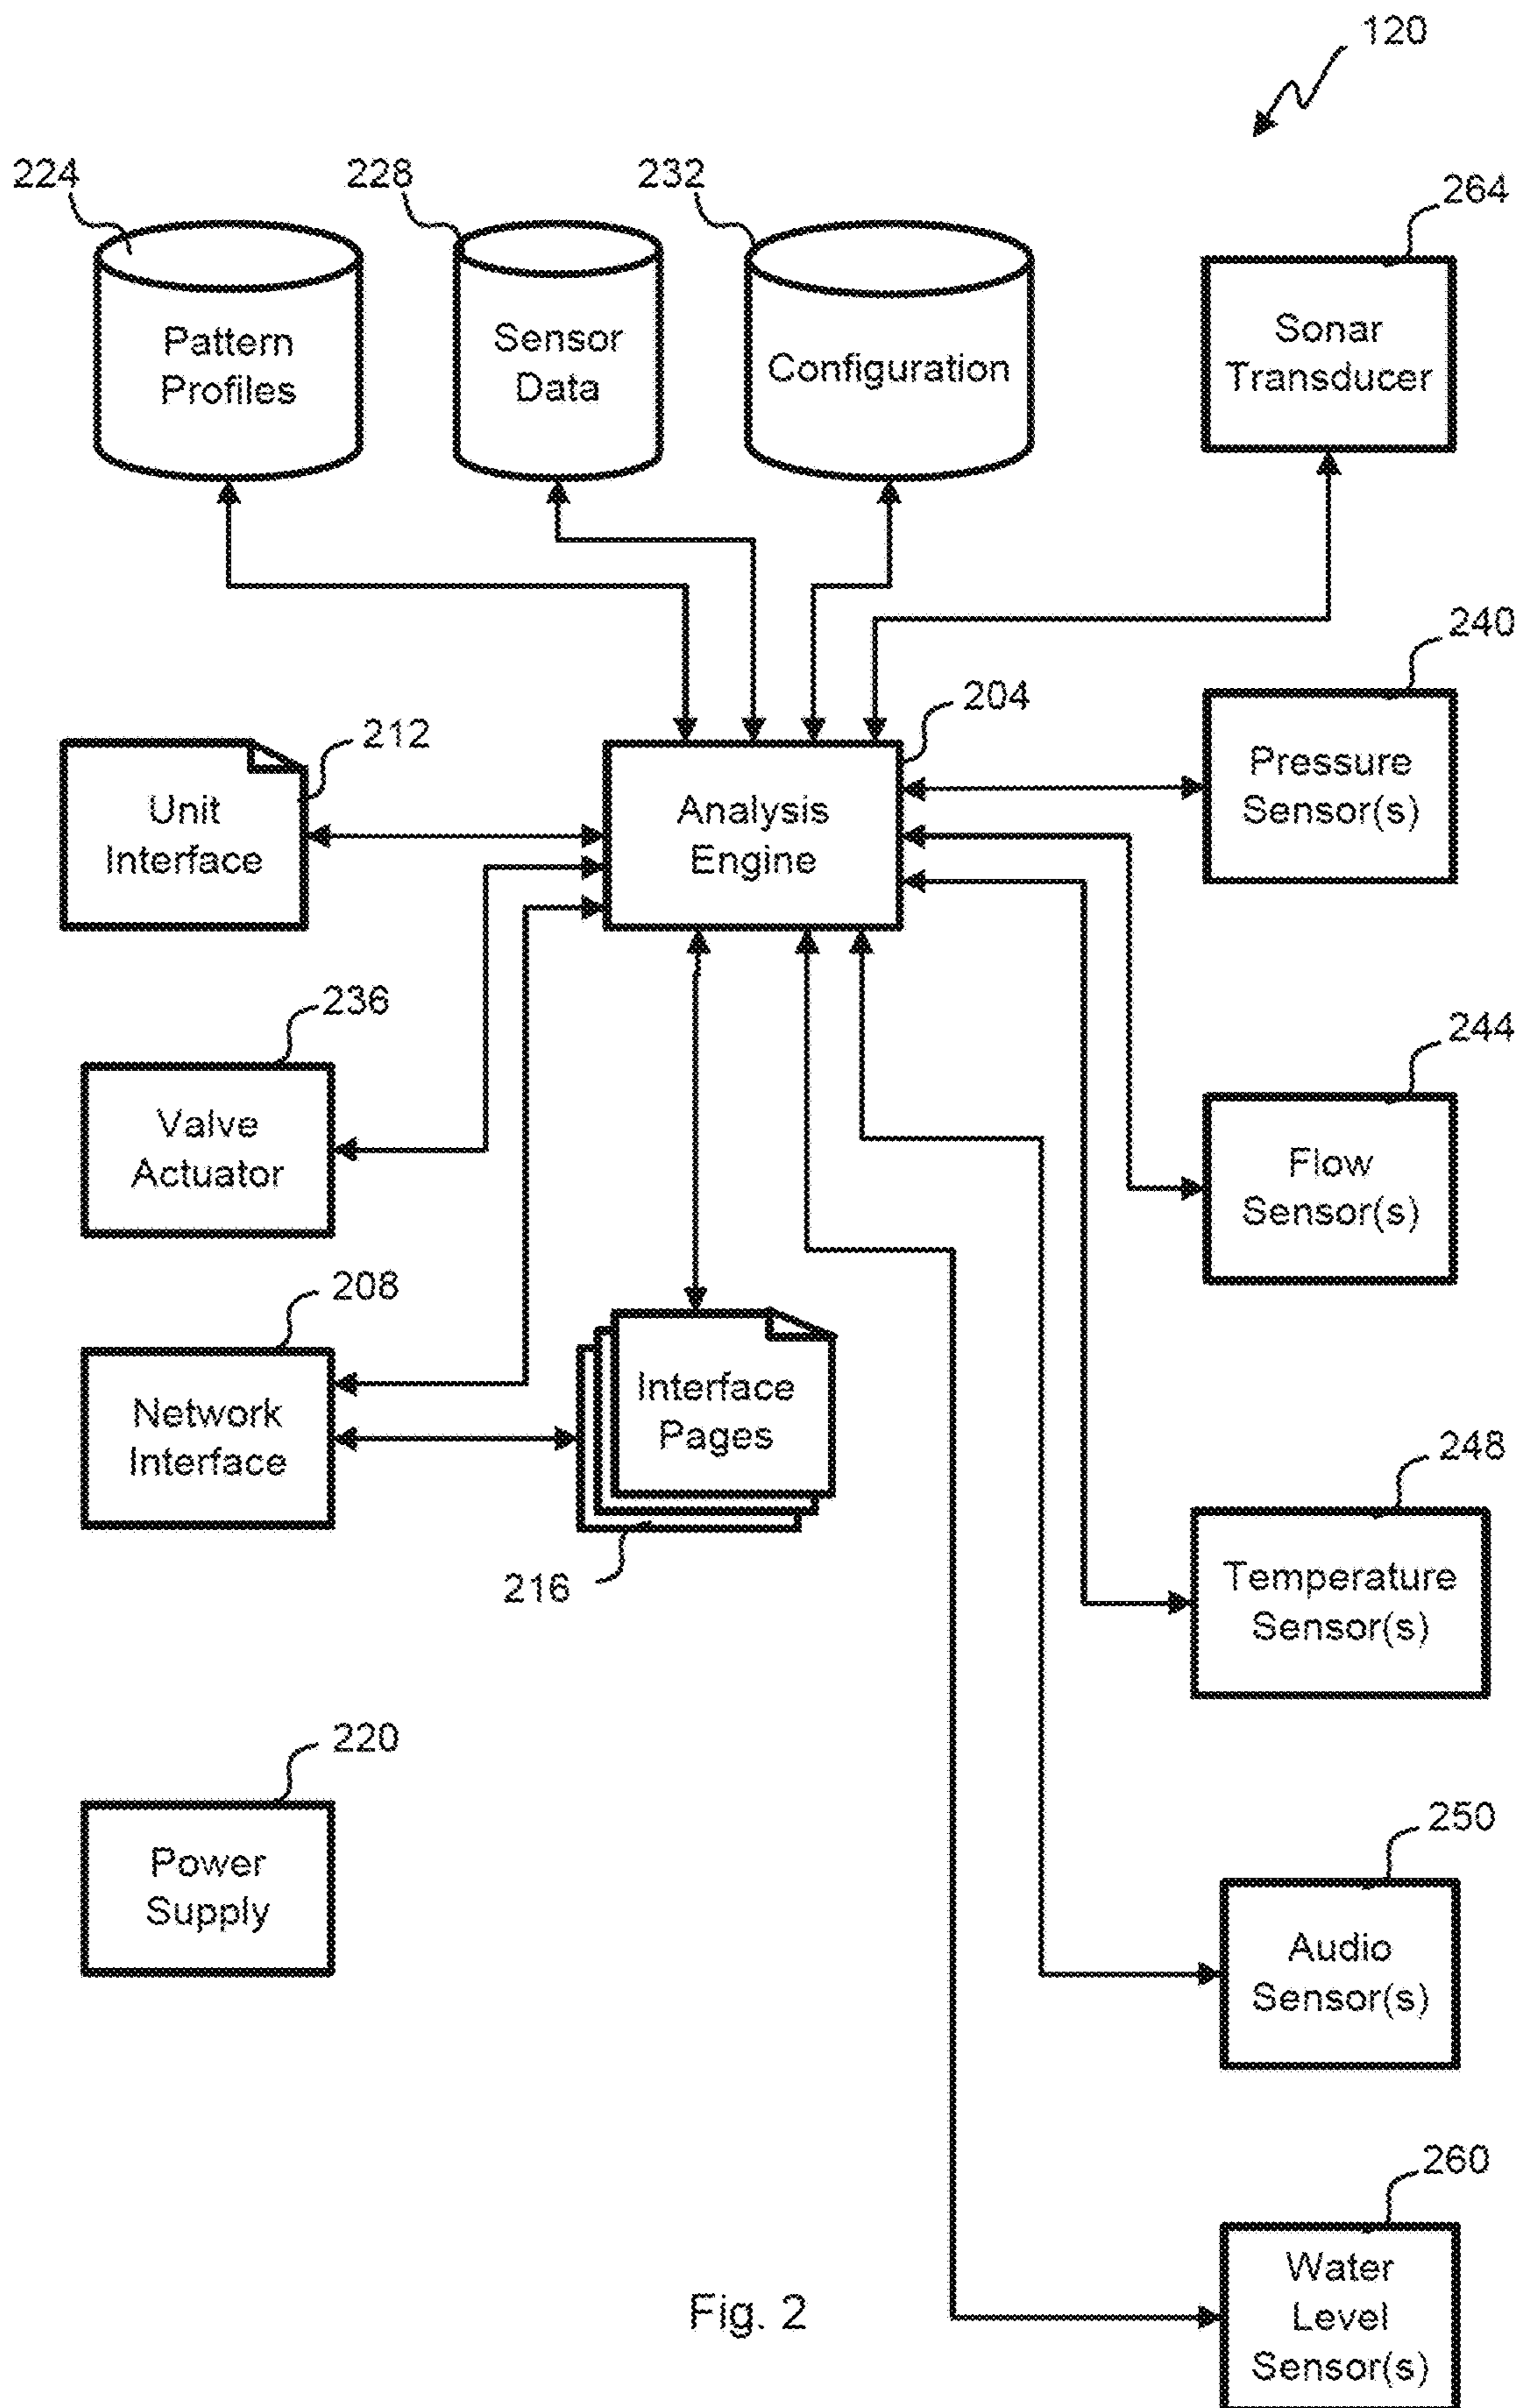 120
224
228
232
264
Pattern
Profiles
Sensor
Data
Configuration
Sonar
Transducer
240
204
212
Unit
Interface
Analysis
Engine
Pressure
Sensor(s)
236
244
Valve
Actuator
Flow
Sensor(s)
208
Network
Interface
Interface
Pages
216
248
Temperature
Sensor(s)
220
Power
Supply
250
Audio
Sensor(s)
260
Water
Level
Sensor(s)
Fig. 2